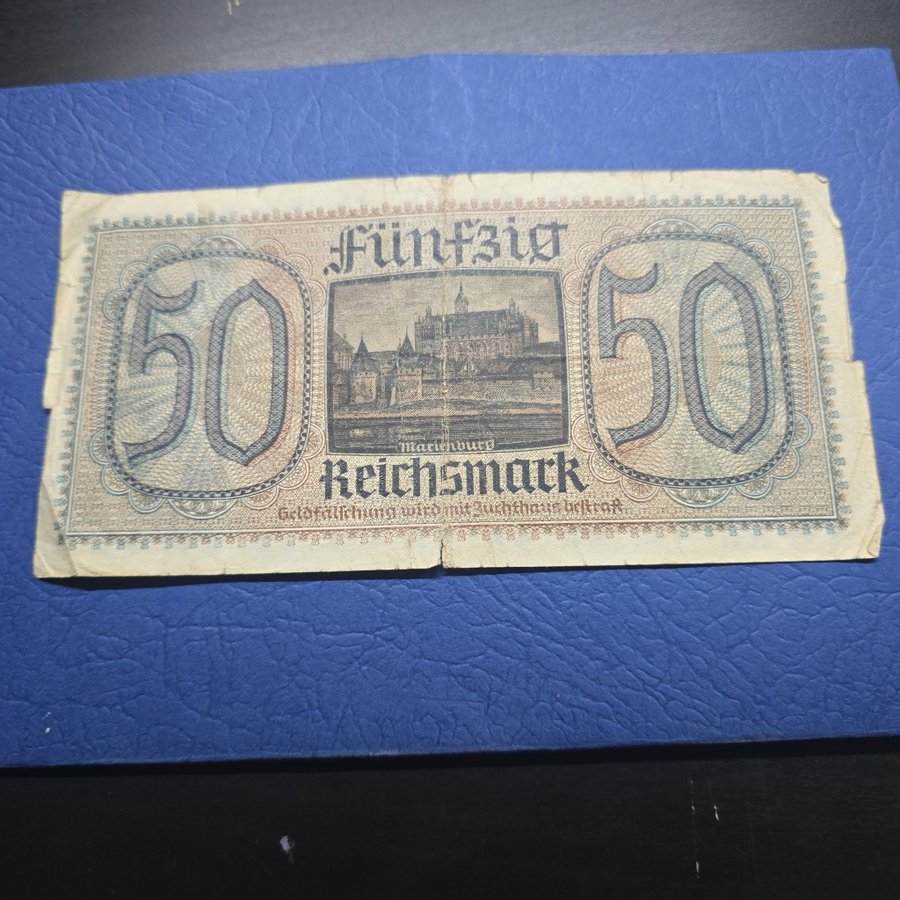 Fünfzig
50
50
Marienburg
Reichsmark
Geldfälschung wird mit Zuchthaus bestraft